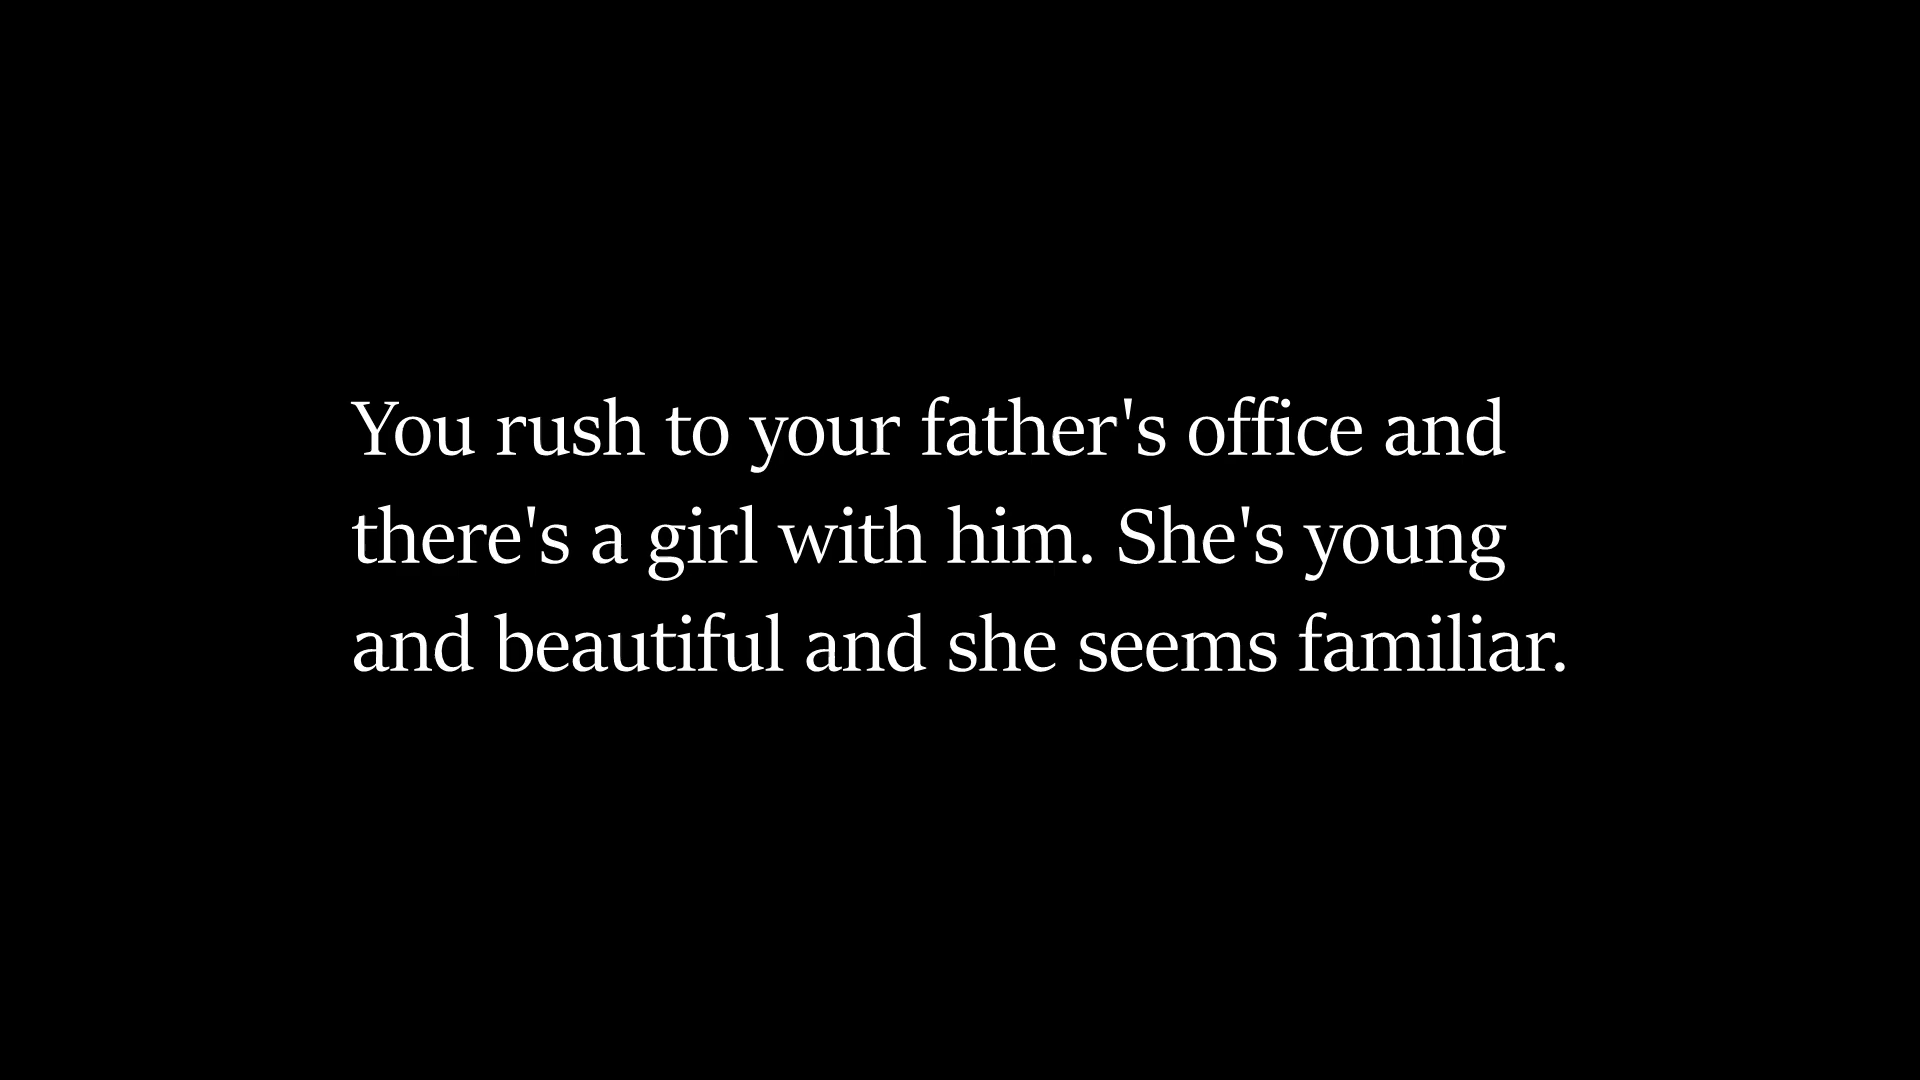 You rush to your father's office and
there's a girl with him. She's young
and beautiful and she seems familiar.